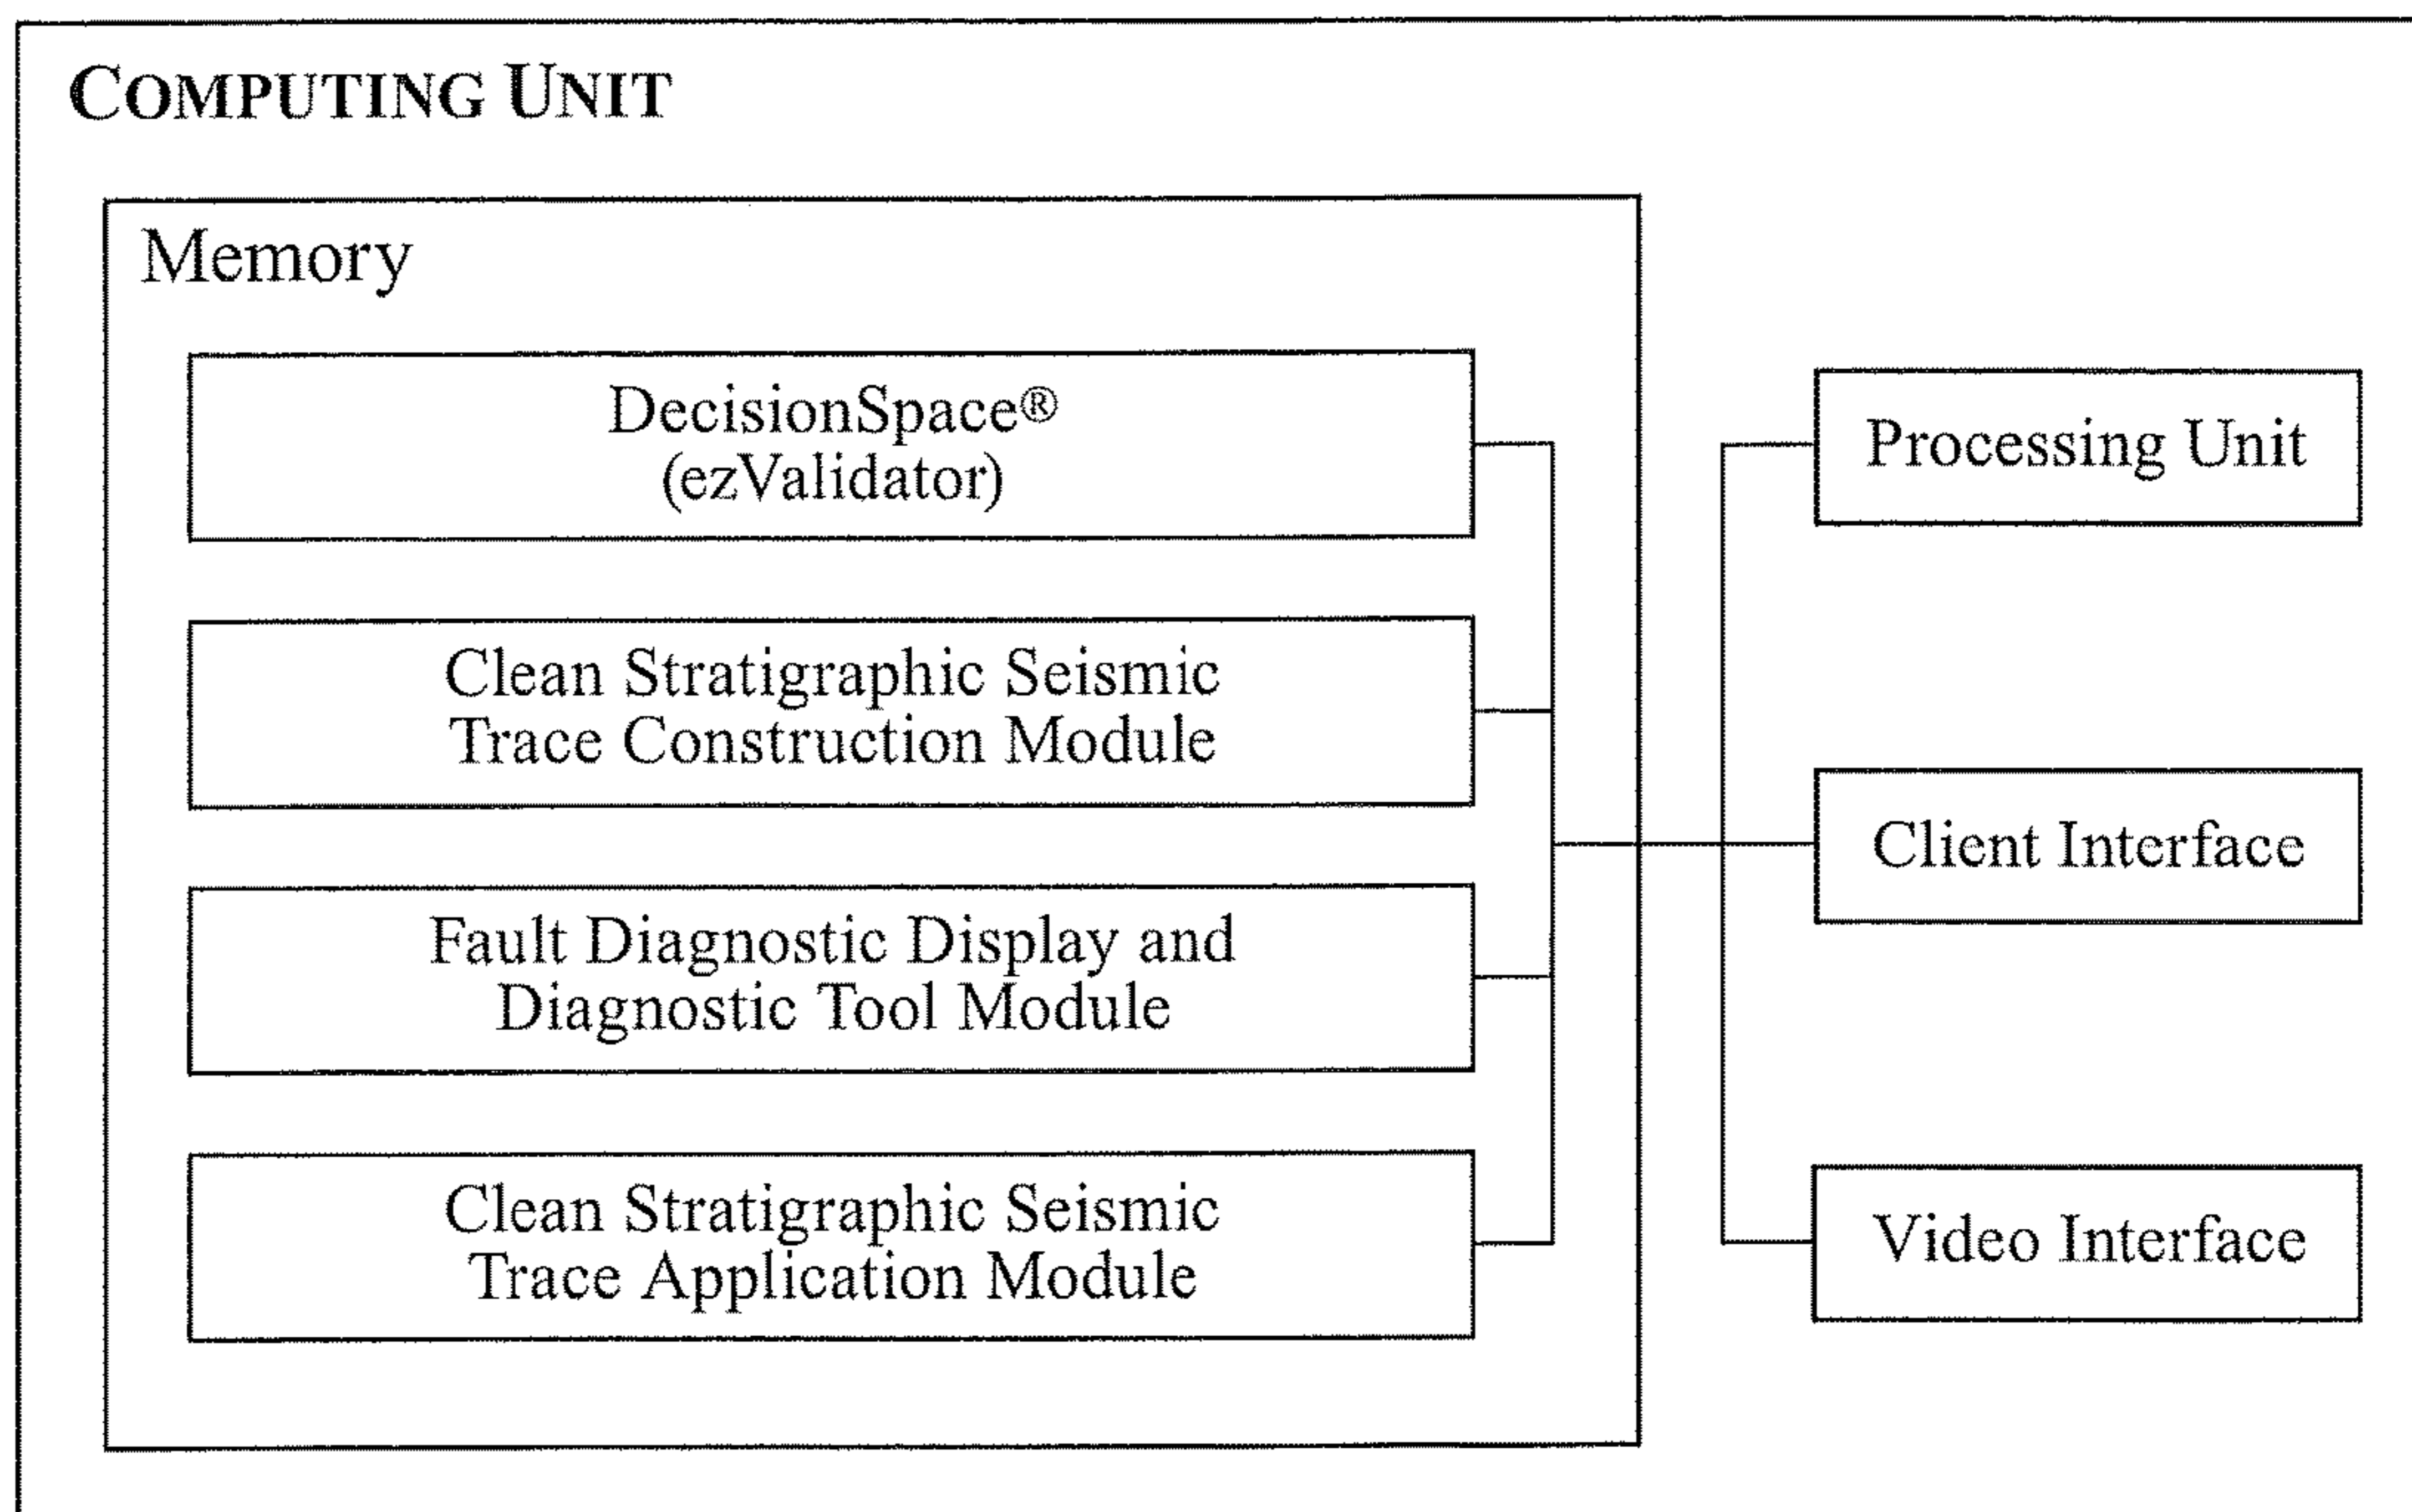 COMPUTING UNIT
Memory
DecisionSpace®
(ezValidator)
Clean Stratigraphic Seismic
Trace Construction Module
Fault Diagnostic Display and
Diagnostic Tool Module
Clean Stratigraphic Seismic
Trace Application Module
Processing Unit
Client Interface
Video Interface